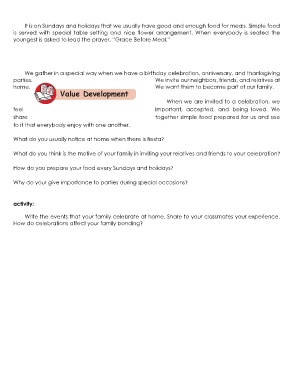 It is on Sundays and holidays that we usually have good and enough food for meals. Simple food
is served with special table setting and nice flower arrangement. When everybody is seated the
youngest is asked to lead the prayer, "Grace Before Meal."
We gather in a special way when we have a birthday celebration, anniversary, and thanksgiving
parties. We invite our neighbors, friends, and relatives at
home. We want them to become part of our family.
Value Development
When we are invited to a celebration, we
feel important, accepted, and being loved. We
share together simple food prepared for us and see
to it that everybody enjoy with one another.
What do you usually notice at home when there is fiesta?
What do you think is the motive of your family in inviting your relatives and friends to your celebration?
How do you prepare your food every Sundays and holidays?
Why do your give importance to parties during special occasions?
activity:
Write the events that your family celebrate at home. Share to your classmates your experience.
How do celebrations affect your family bonding?